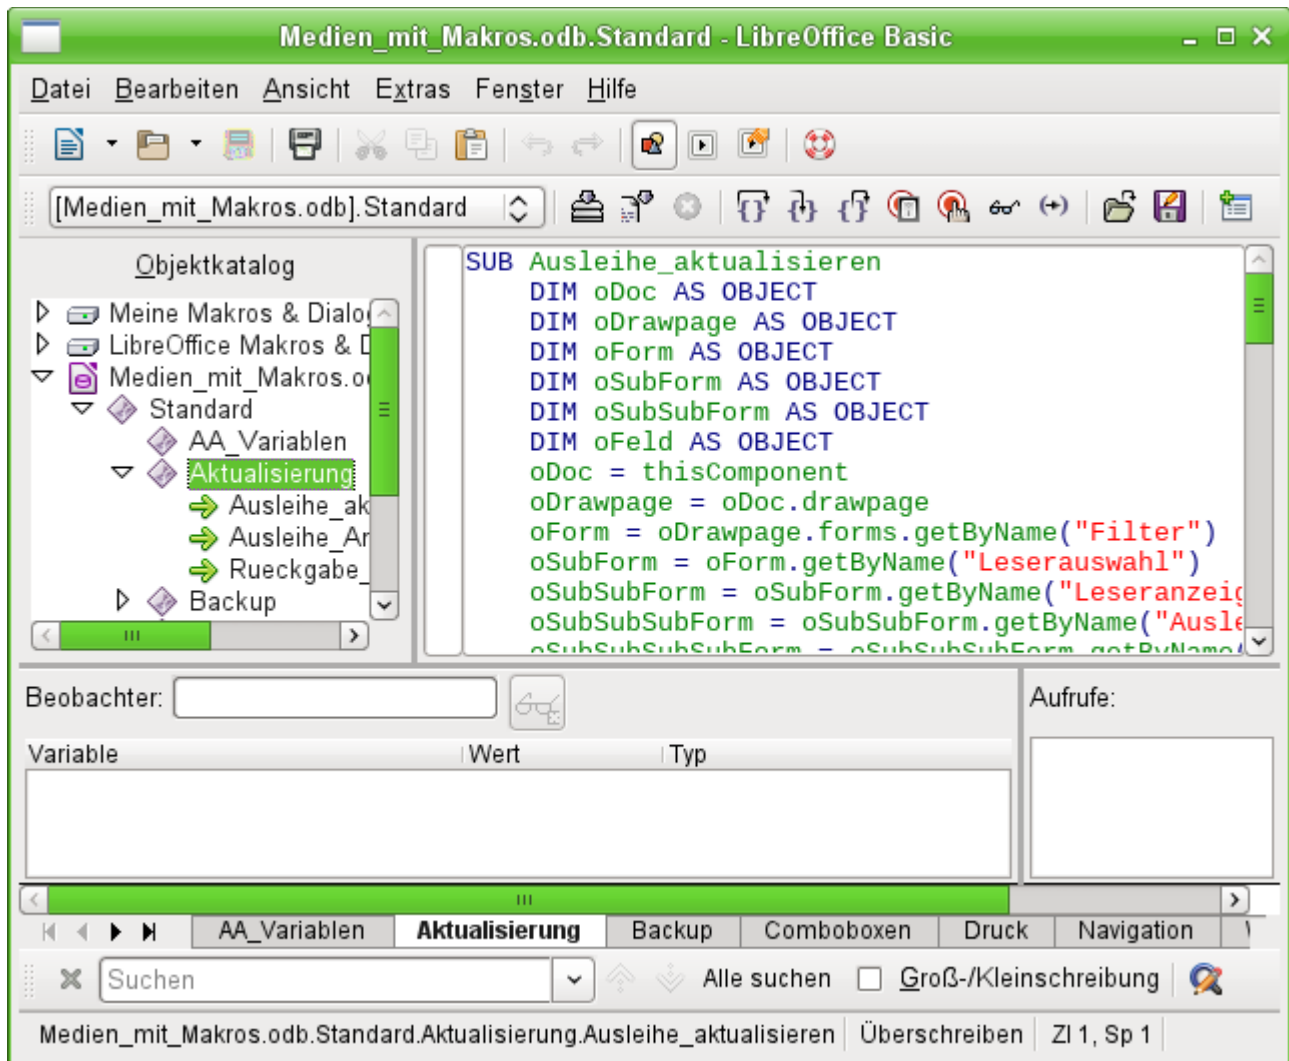 Medien_mit_Makros.odb.Standard - LibreOffice Basic
Datei Bearbeiten Ansicht Extras Fenster Hilfe
[Medien_mit_Makros.odb].Standard
Objektkatalog
Meine Makros & Dialog
LibreOffice Makros & D
Medien_mit_Makros.o
Standard
AA_Variablen
Aktualisierung
Ausleihe_ak
Ausleihe_Ar
Rueckgabe_
Backup
SUB Ausleihe_aktualisieren
DIM oDoc AS OBJECT
DIM oDrawpage AS OBJECT
DIM oForm AS OBJECT
DIM oSubForm AS OBJECT
DIM oSubSubForm AS OBJECT
DIM oFeld AS OBJECT
oDoc = thisComponent
oDrawpage = oDoc.drawpage
oForm = oDrawpage.forms.getByName("Filter")
oSubForm = oForm.getByName("Leserauswahl")
oSubSubForm = oSubForm.getByName("Leseranzeig
oSubSubSubForm = oSubSubForm.getByName("Ausle
oSubSubSubSubForm = oSubSubSubForm.getByName(
Beobachter:
Aufrufe:
Variable Wert Typ
AA_Variablen Aktualisierung Backup Comboboxen Druck Navigation
Suchen Alle suchen Groß-/Kleinschreibung
Medien_mit_Makros.odb.Standard.Aktualisierung.Ausleihe_aktualisieren Überschreiben Zl 1, Sp 1